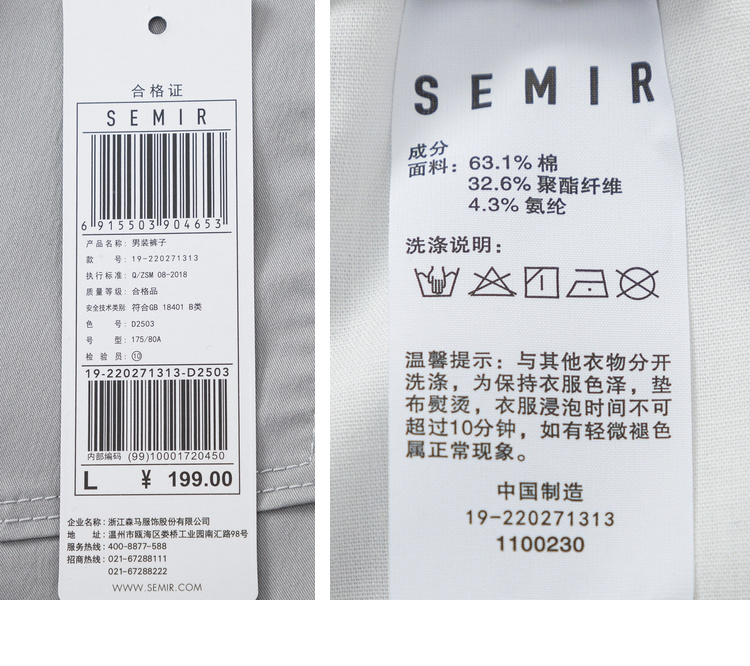 合格证
SEMIR
6 915503 904653
产品名称: 男装裤子
款 号: 19-220271313
执行标准: Q/ZSM 08-2018
质量等级: 合格品
安全技术类别: 符合GB 18401 B类
色 号: D2503
号 型: 175/80A
检 验 员: ⑩
19-220271313-D2503
内部编码 (99)10001720450
L ¥ 199.00
企业名称: 浙江森马服饰股份有限公司
地 址: 温州市瓯海区娄桥工业园南汇路98号
服务热线: 400-8877-588
招商热线: 021-67288111
021-67288222
WWW.SEMIR.COM
SEMIR
成分
面料: 63.1% 棉
32.6% 聚酯纤维
4.3% 氨纶
洗涤说明:
温馨提示: 与其他衣物分开
洗涤，为保持衣服色泽，垫
布熨烫，衣服浸泡时间不可
超过10分钟，如有轻微褪色
属正常现象。
中国制造
19-220271313
1100230